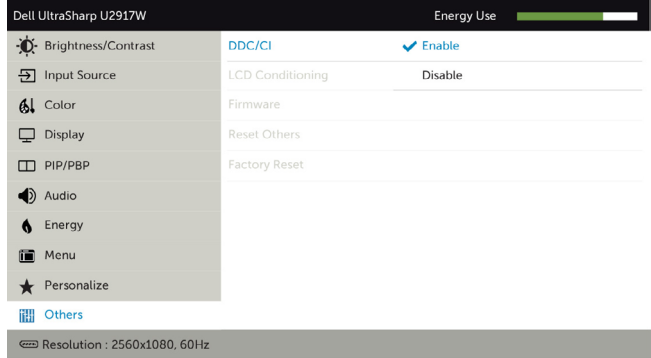 Dell UltraSharp U2917W Energy Use
Brightness/Contrast DDC/CI Enable
Input Source LCD Conditioning Disable
Color Firmware
Display Reset Others
PIP/PBP Factory Reset
Audio
Energy
Menu
Personalize
Others
Resolution : 2560x1080, 60Hz